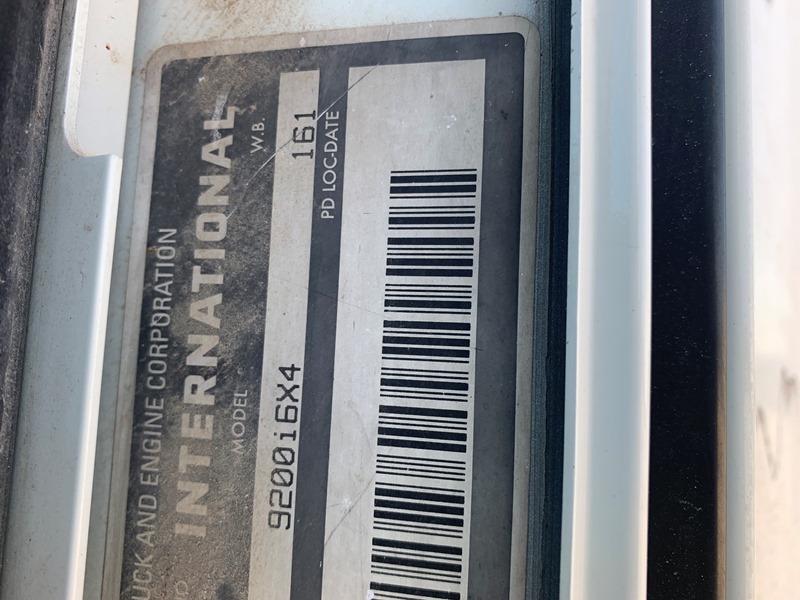 UCK AND ENGINE CORPORATION
INTERNATIONAL
MODEL W.B.
9200i6X4 161
PD LOC-DATE